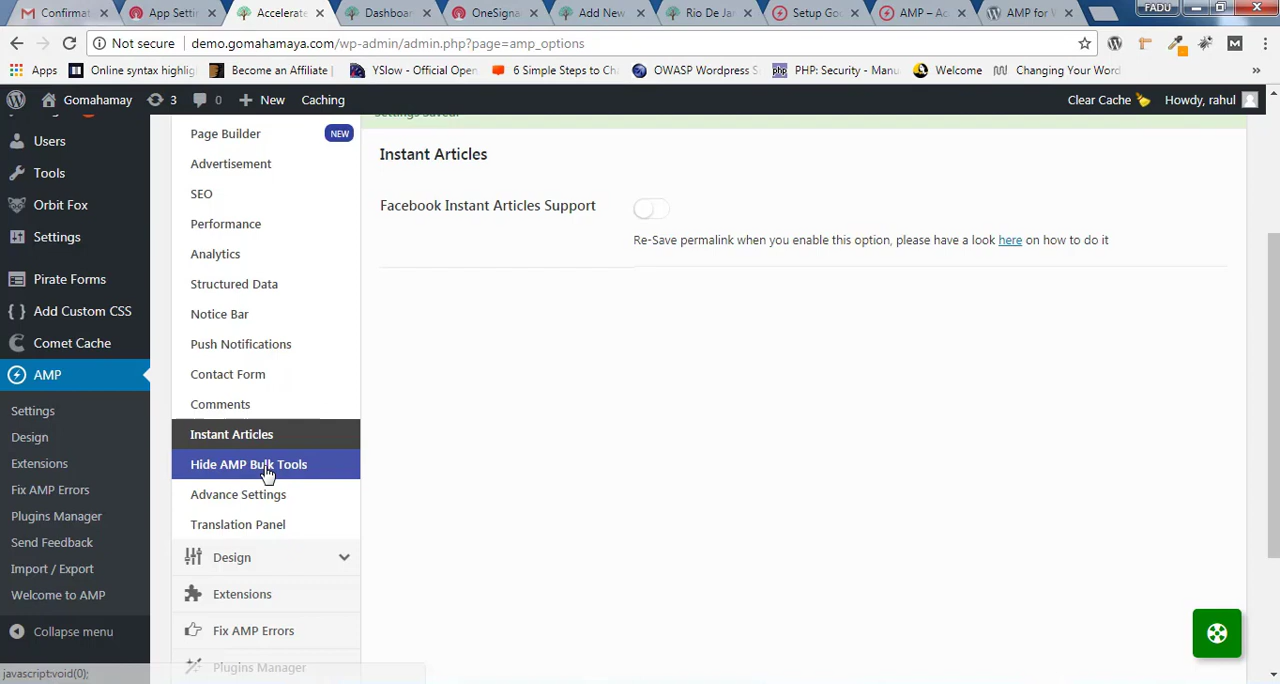 Confirmat
App Setti
Accelerate
Dashboar
OneSigna
Add New
Rio De Ja
Setup Goo
AMP – Ac
AMP for W
FADU
Not secure
demo.gomahamaya.com/wp-admin/admin.php?page=amp_options
Apps
Online syntax highlig
Become an Affiliate |
YSlow - Official Open
6 Simple Steps to Ch
OWASP Wordpress S
PHP: Security - Manu
Welcome
Changing Your Word
»
Gomahamay
3
0
New
Caching
Clear Cache
Howdy, rahul
Users
Tools
Orbit Fox
Settings
Pirate Forms
Add Custom CSS
Comet Cache
AMP
Settings
Design
Extensions
Fix AMP Errors
Plugins Manager
Send Feedback
Import / Export
Welcome to AMP
Collapse menu
Page Builder
NEW
Advertisement
SEO
Performance
Analytics
Structured Data
Notice Bar
Push Notifications
Contact Form
Comments
Instant Articles
Hide AMP Bulk Tools
Advance Settings
Translation Panel
Design
Extensions
Fix AMP Errors
Plugins Manager
Settings Saved!
Instant Articles
Facebook Instant Articles Support
Re-Save permalink when you enable this option, please have a look here on how to do it
javascript:void(0);